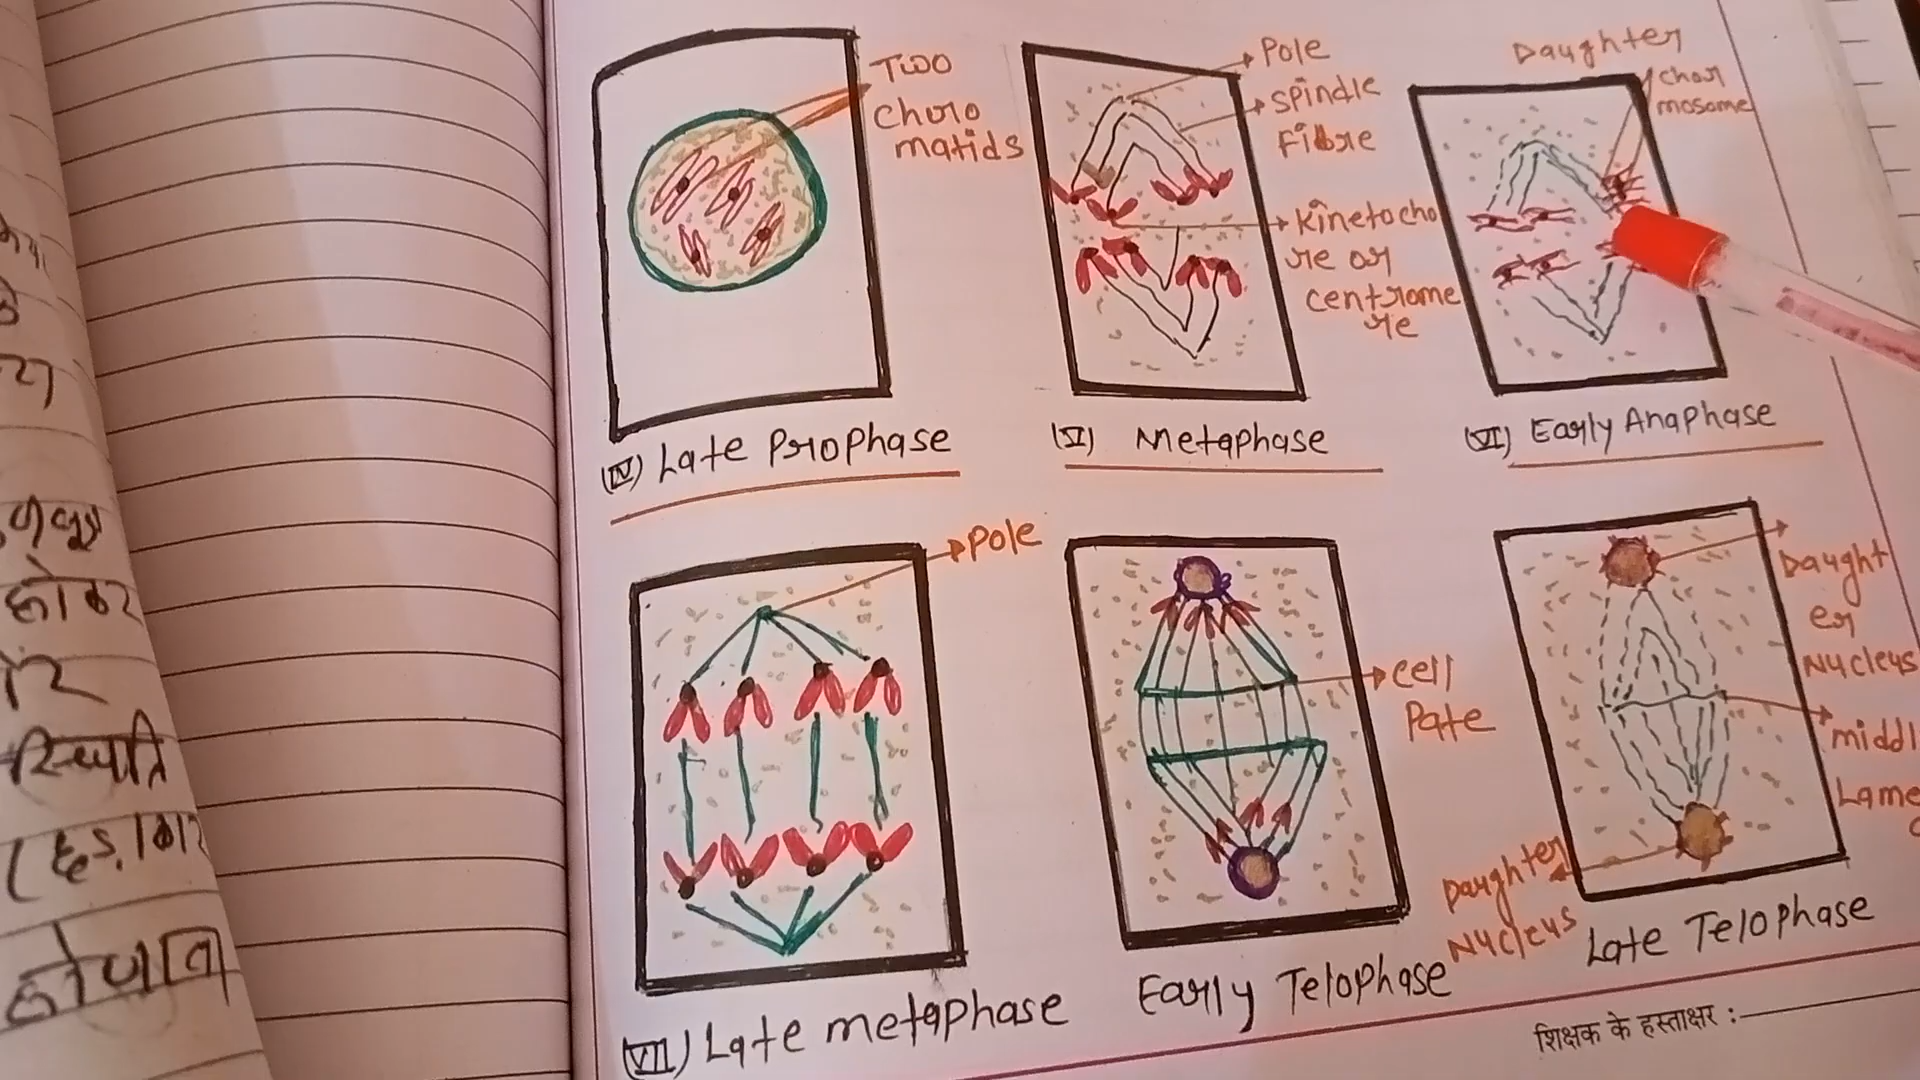 Two
Choro
matids
(IV) Late Prophase
Pole
Spindle
Fibre
Kinetocho
re or
centrome
re
(V) Metaphase
Daughter
chor
mosome
(VI) Early Anaphase
Pole
(VII) Late metaphase
Cell
Pate
Early Telophase
Daught
er
Nucleus
middl
Lame
Daughter
Nucleus
Late Telophase
शिक्षक के हस्ताक्षर :